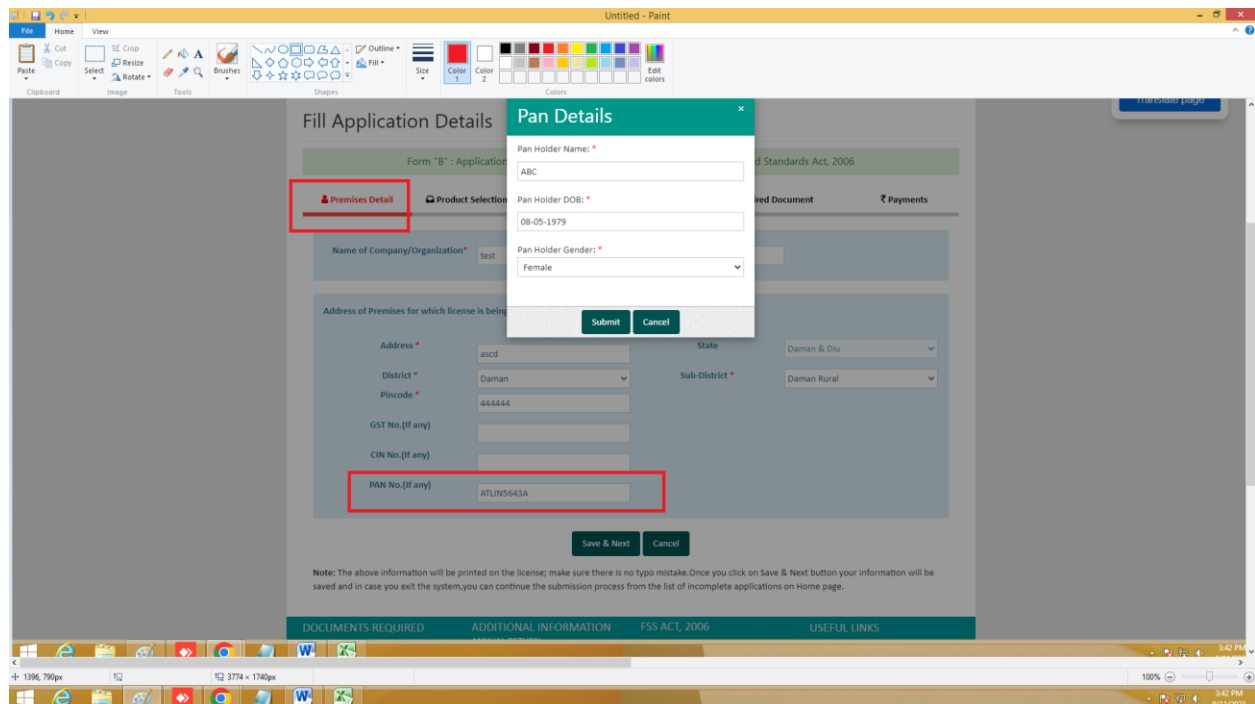 Untitled - Paint
File Home View
Paste
Cut
Copy
Clipboard
Select
Crop
Resize
Rotate
Image
A
Tools
Brushes
Outline
Fill
Shapes
Size
Color 1
Color 2
Edit colors
Colors
Translate page
Fill Application Details
Form "B" : Application
d Standards Act, 2006
Premises Detail
Product Selection
red Document
₹ Payments
Pan Details ×
Pan Holder Name: *
ABC
Pan Holder DOB: *
08-05-1979
Pan Holder Gender: *
Female
Submit Cancel
Name of Company/Organization* test
Address of Premises for which license is being
Address * ascd State Daman & Diu
District * Daman Sub-District * Daman Rural
Pincode * 444444
GST No.(If any)
CIN No.(If any)
PAN No.(If any) ATLIN5643A
Save & Next Cancel
Note: The above information will be printed on the license; make sure there is no typo mistake.Once you click on Save & Next button your information will be
saved and in case you exit the system,you can continue the submission process from the list of incomplete applications on Home page.
DOCUMENTS REQUIRED ADDITIONAL INFORMATION FSS ACT, 2006 USEFUL LINKS
3:42 PM
1396, 790px 3774 × 1740px 100%
3:42 PM